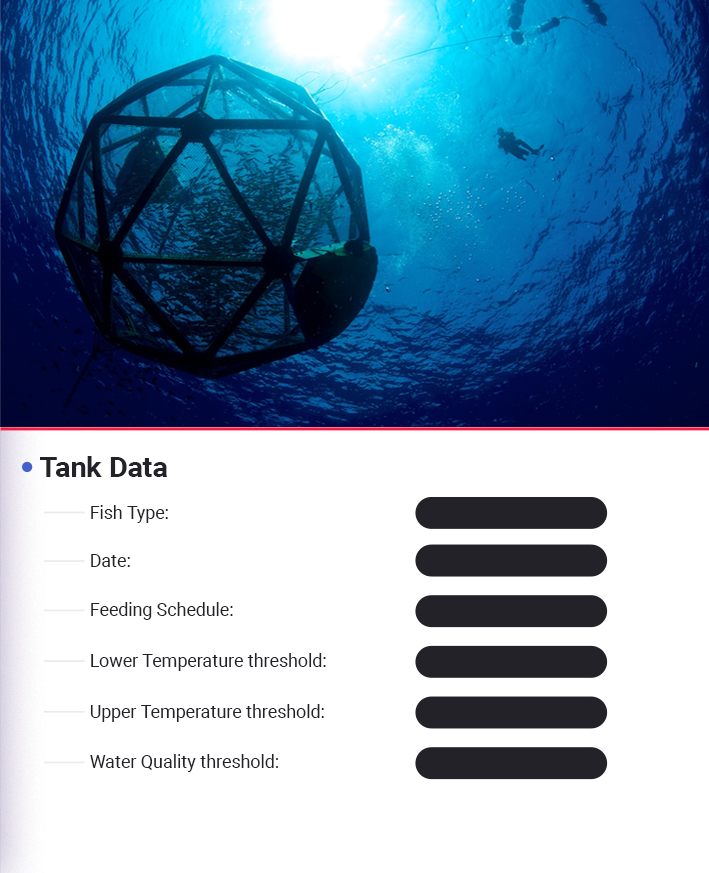 Tank Data
Fish Type:
Date:
Feeding Schedule:
Lower Temperature threshold:
Upper Temperature threshold:
Water Quality threshold: